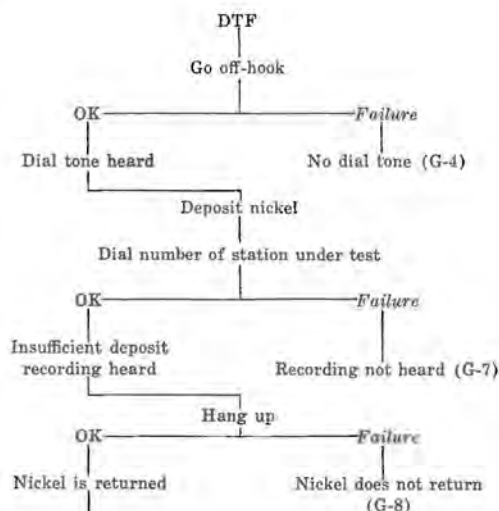 DTF
Go off-hook
OK Failure
Dial tone heard No dial tone (G-4)
Deposit nickel
Dial number of station under test
OK Failure
Insufficient deposit
recording heard Recording not heard (G-7)
Hang up
OK Failure
Nickel is returned Nickel does not return
(G-8)